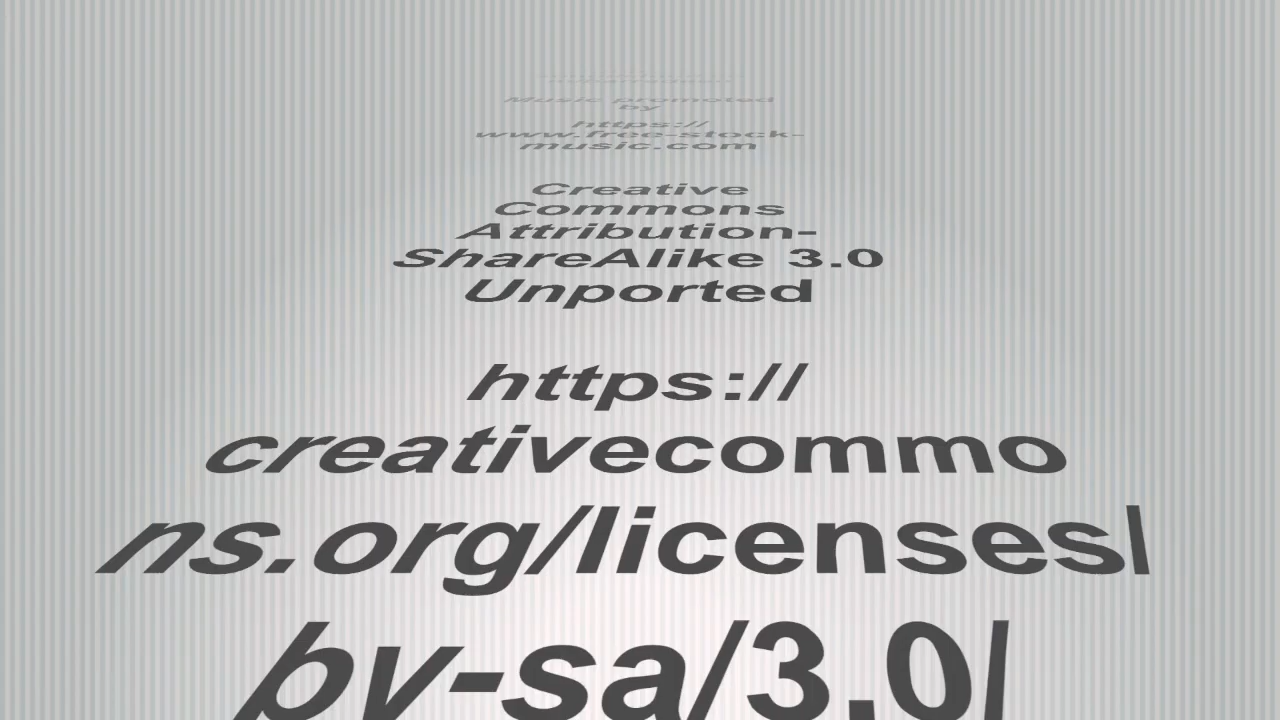 Music promoted
by
https://
www.free-stock-
music.com
Creative
Commons
Attribution-
ShareAlike 3.0
Unported
https://
creativecommo
ns.org/licenses/
by-sa/3.0/